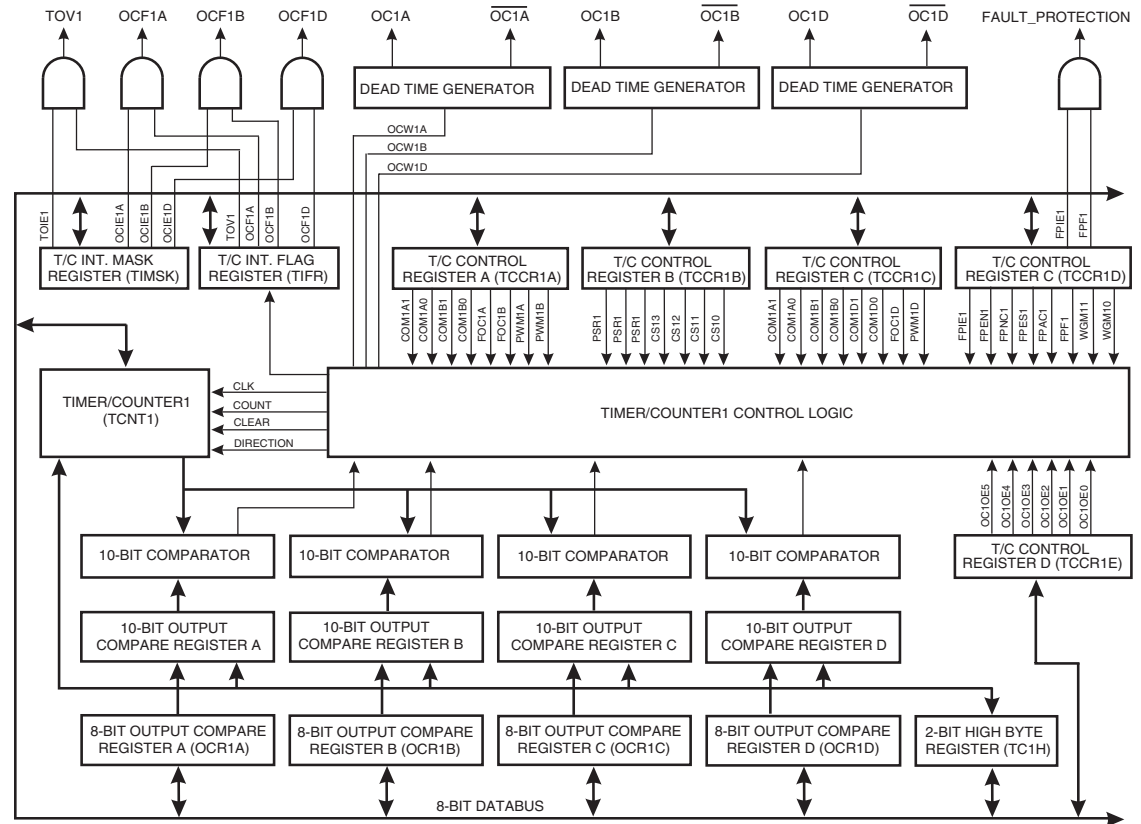 TOV1 OCF1A OCF1B OCF1D OC1A OC1A OC1B OC1B OC1D OC1D FAULT_PROTECTION
DEAD TIME GENERATOR DEAD TIME GENERATOR DEAD TIME GENERATOR
OCW1A
OCW1B
OCW1D
TOIE1 OCIE1A OCIE1B OCIE1D TOV1 OCF1A OCF1B OCF1D FPIE1 FPF1
T/C INT. MASK
REGISTER (TIMSK)
T/C INT. FLAG
REGISTER (TIFR)
T/C CONTROL
REGISTER A (TCCR1A)
T/C CONTROL
REGISTER B (TCCR1B)
T/C CONTROL
REGISTER C (TCCR1C)
T/C CONTROL
REGISTER C (TCCR1D)
COM1A1 COM1A0 COM1B1 COM1B0 FOC1A FOC1B PWM1A PWM1B
PSR1 PSR1 PSR1 CS13 CS12 CS11 CS10
COM1A1 COM1A0 COM1B1 COM1B0 COM1D1 COM1D0 FOC1D PWM1D
FPIE1 FPEN1 FPNC1 FPES1 FPAC1 FPF1 WGM11 WGM10
TIMER/COUNTER1
(TCNT1)
CLK
COUNT
CLEAR
DIRECTION
TIMER/COUNTER1 CONTROL LOGIC
OC1OE5 OC1OE4 OC1OE3 OC1OE2 OC1OE1 OC1OE0
10-BIT COMPARATOR 10-BIT COMPARATOR 10-BIT COMPARATOR 10-BIT COMPARATOR
T/C CONTROL
REGISTER D (TCCR1E)
10-BIT OUTPUT
COMPARE REGISTER A
10-BIT OUTPUT
COMPARE REGISTER B
10-BIT OUTPUT
COMPARE REGISTER C
10-BIT OUTPUT
COMPARE REGISTER D
8-BIT OUTPUT COMPARE
REGISTER A (OCR1A)
8-BIT OUTPUT COMPARE
REGISTER B (OCR1B)
8-BIT OUTPUT COMPARE
REGISTER C (OCR1C)
8-BIT OUTPUT COMPARE
REGISTER D (OCR1D)
2-BIT HIGH BYTE
REGISTER (TC1H)
8-BIT DATABUS